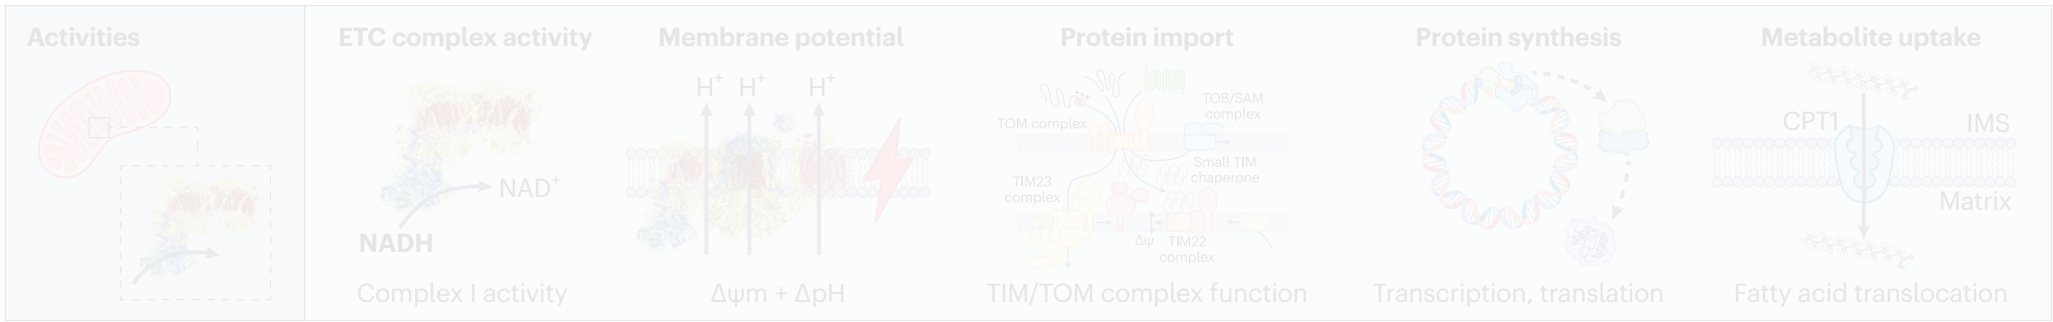 Activities
ETC complex activity
NADH
NAD+
Complex I activity
Membrane potential
H+ H+ H+
Δψm + ΔpH
Protein import
TOM complex
TOB/SAM
complex
Small TIM
chaperone
TIM23
complex
Δψ
TIM22
complex
TIM/TOM complex function
Protein synthesis
Transcription, translation
Metabolite uptake
CPT1
IMS
Matrix
Fatty acid translocation